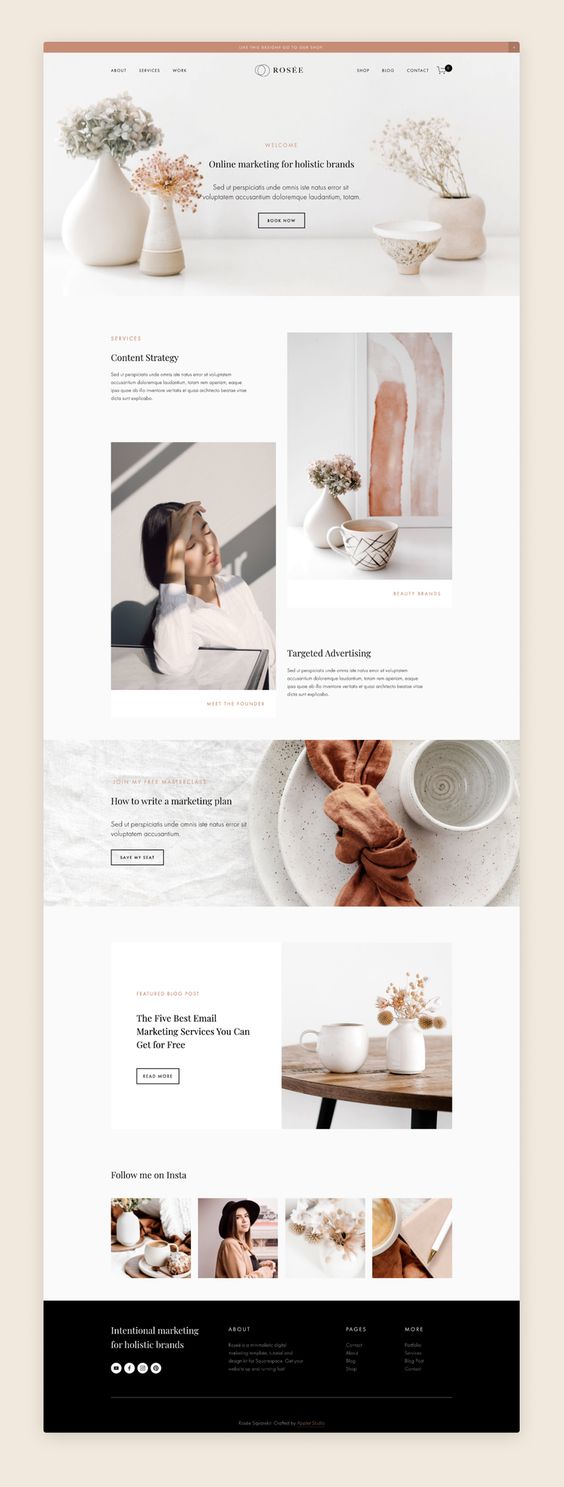 LIKE THIS DESIGN? GO TO OUR SHOP
ABOUT
SERVICES
WORK
ROSÉE
SHOP
BLOG
CONTACT
WELCOME
Online marketing for holistic brands
Sed ut perspiciatis unde omnis iste natus error sit
voluptatem accusantium doloremque laudantium, totam.
BOOK NOW
SERVICES
Content Strategy
Sed ut perspiciatis unde omnis iste natus error sit voluptatem
accusantium doloremque laudantium, totam rem aperiam, eaque
ipsa quae ab illo inventore veritatis et quasi architecto beatae vitae
dicta sunt explicabo.
BEAUTY BRANDS
MEET THE FOUNDER
Targeted Advertising
Sed ut perspiciatis unde omnis iste natus error sit voluptatem
accusantium doloremque laudantium, totam rem aperiam, eaque
ipsa quae ab illo inventore veritatis et quasi architecto beatae vitae
dicta sunt explicabo.
JOIN MY FREE MASTERCLASS
How to write a marketing plan
Sed ut perspiciatis unde omnis iste natus error sit
voluptatem accusantium.
SAVE MY SEAT
FEATURED BLOG POST
The Five Best Email
Marketing Services You Can
Get for Free
READ MORE
Follow me on Insta
Intentional marketing
for holistic brands
ABOUT
Rosée is a minimalistic digital
marketing template, tutorial and
design kit for Squarespace. Get your
website up and running fast!
PAGES
Contact
About
Blog
Shop
MORE
Portfolio
Services
Blog Post
Contact
Rosée Squarekit. Crafted by Applet Studio